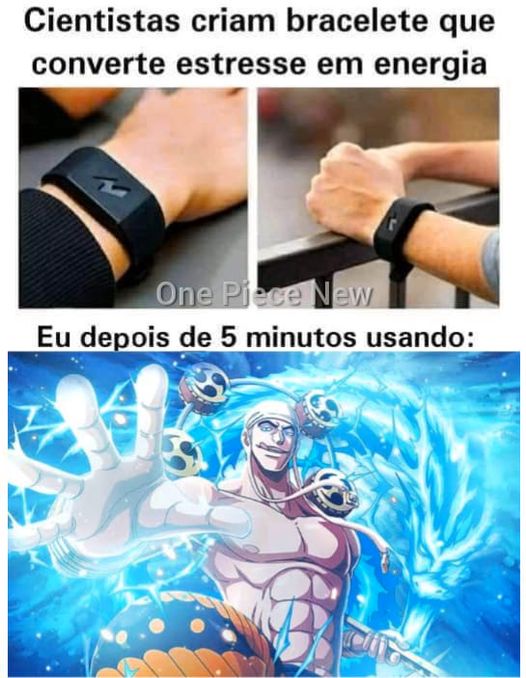 Cientistas criam bracelete que
converte estresse em energia
One Piece New
Eu depois de 5 minutos usando: